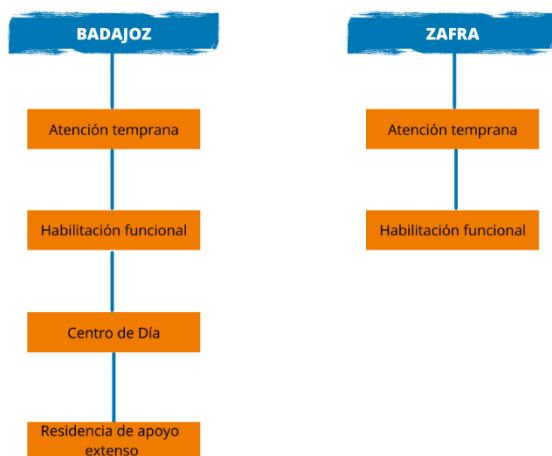 BADAJOZ
Atención temprana
Habilitación funcional
Centro de Día
Residencia de apoyo
extenso
ZAFRA
Atención temprana
Habilitación funcional